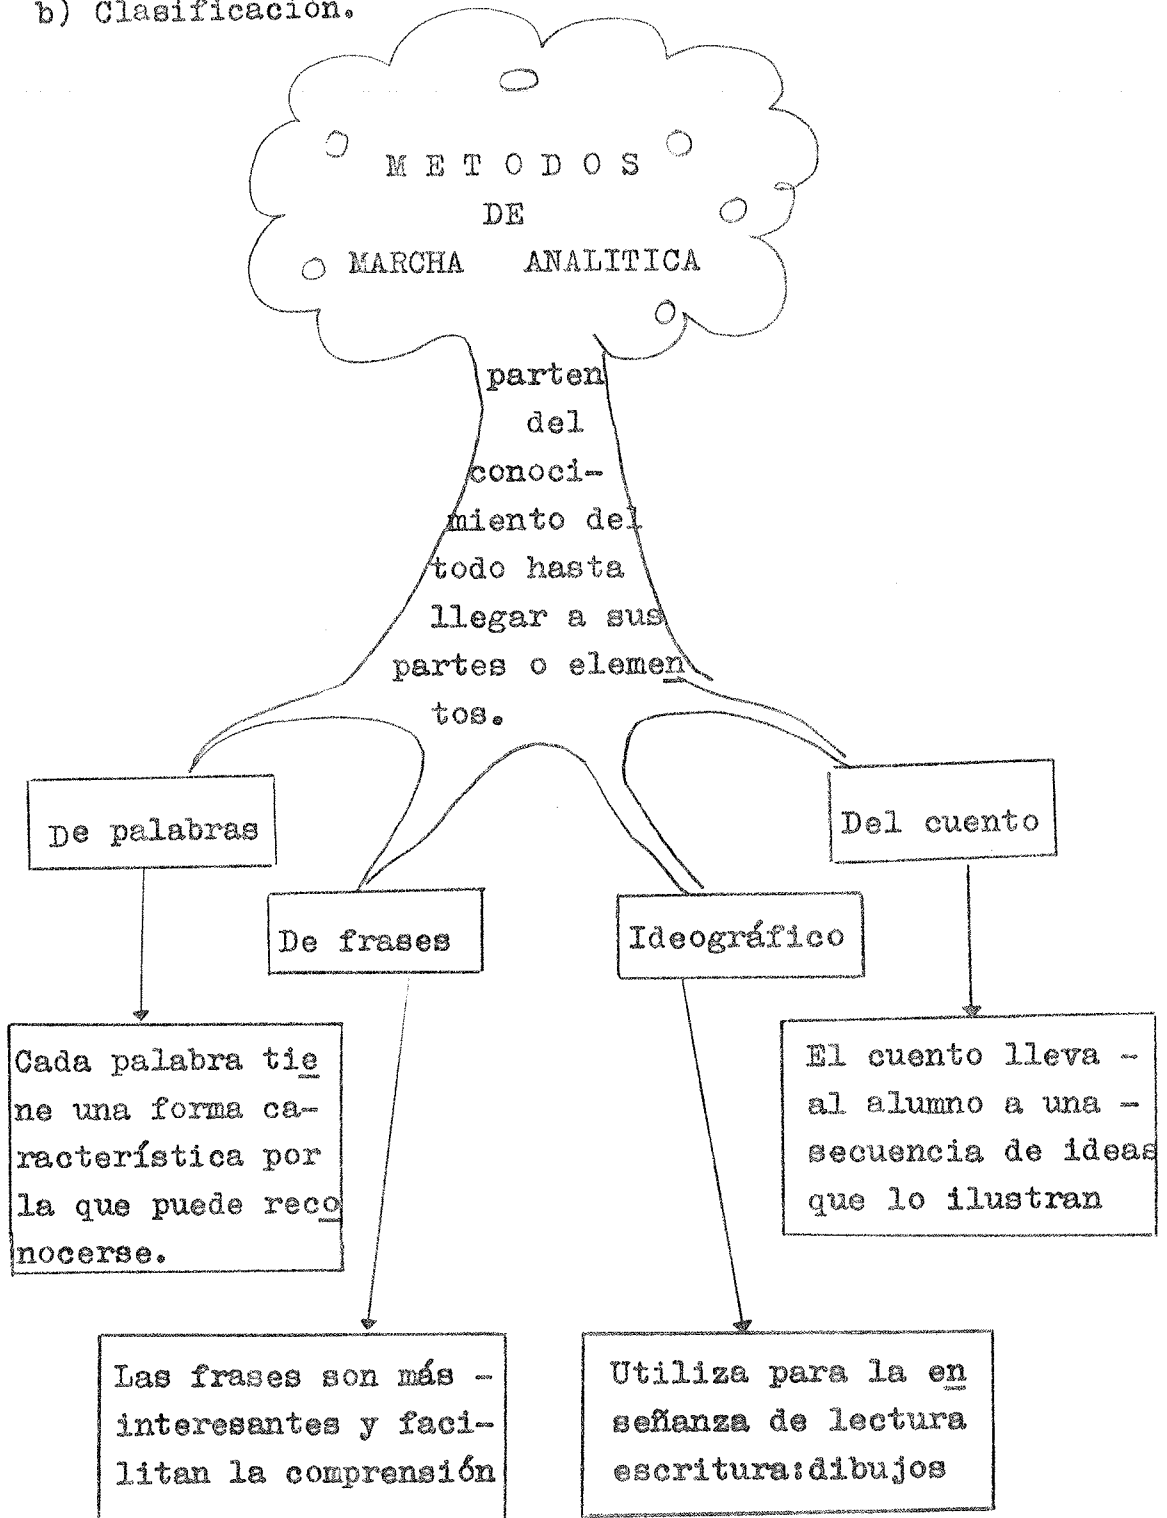 b) Clasificación.
M E T O D O S
DE
MARCHA ANALITICA
parten
del
conoci-
miento del
todo hasta
llegar a sus
partes o elemen
tos.
De palabras
De frases
Ideográfico
Del cuento
Cada palabra tie
ne una forma ca-
racterística por
la que puede reco
nocerse.
Las frases son más -
interesantes y faci-
litan la comprensión
Utiliza para la en
señanza de lectura
escritura:dibujos
El cuento lleva -
al alumno a una -
secuencia de ideas
que lo ilustran